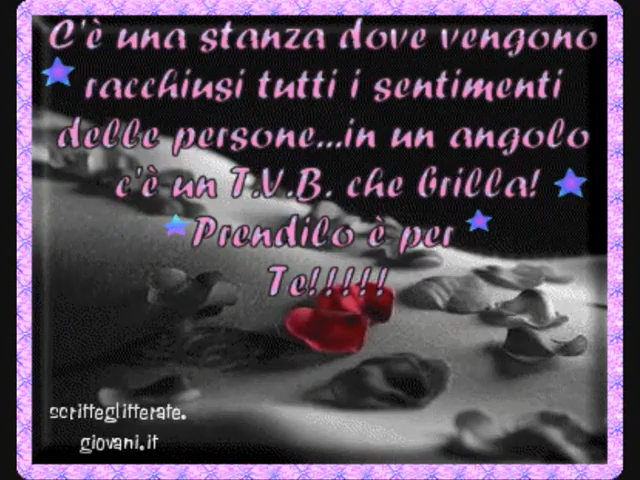 C'è una stanza dove vengono
racchiusi tutti i sentimenti
delle persone...in un angolo
c'è un T.V.B. che brilla!
Prendilo è per
Te!!!!!
scritteglitterate.
giovani.it